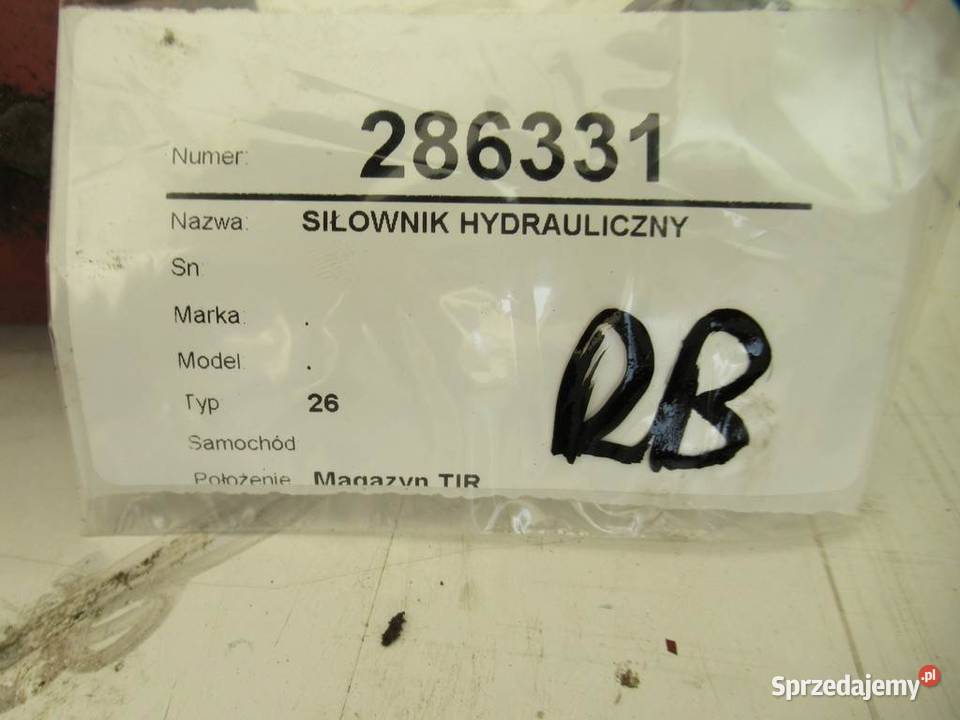 Numer: 286331
Nazwa: SIŁOWNIK HYDRAULICZNY
Sn
Marka .
Model .
Typ 26
RB
Samochód
Położenie Magazyn TIR
Sprzedajemy.pl